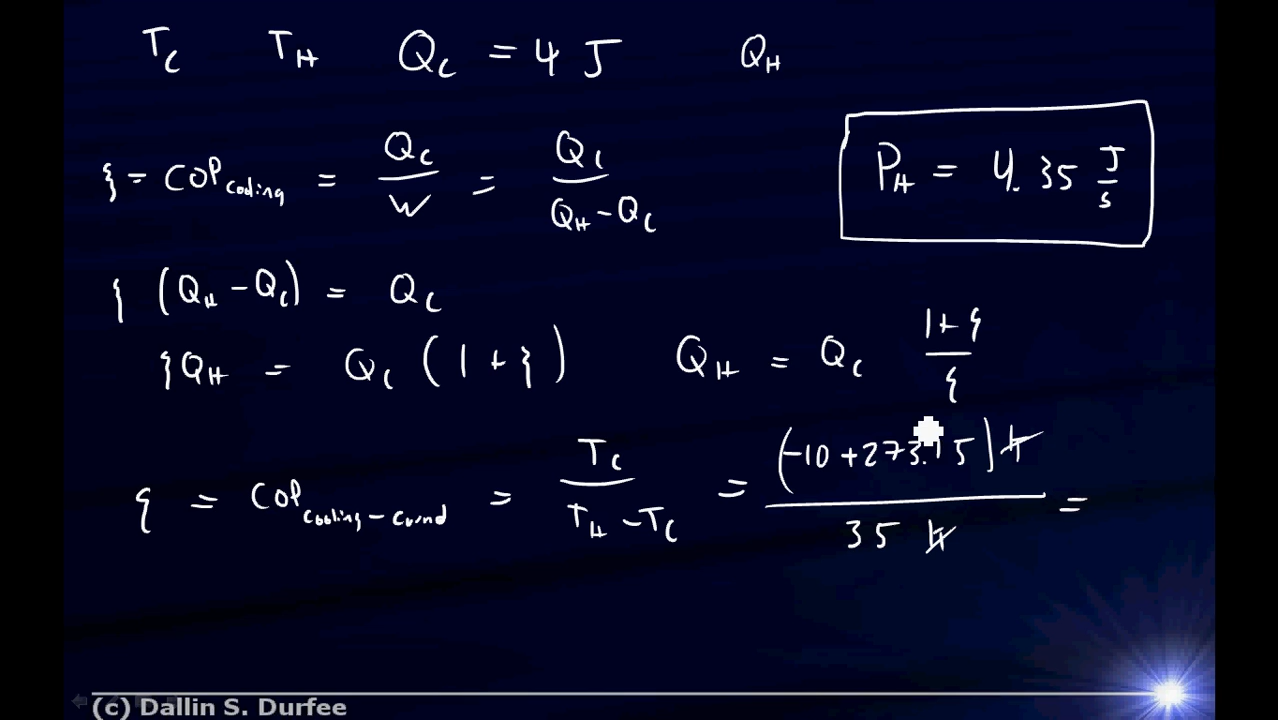 T_C   T_H   Q_C = 4 J   Q_H
ξ = COP_cooling = Q_C / W = Q_C / (Q_H - Q_C)
P_H = 4.35 J/s
ξ (Q_H - Q_C) = Q_C
ξ Q_H = Q_C (1 + ξ)   Q_H = Q_C (1 + ξ) / ξ
ξ = COP_cooling-carnot = T_C / (T_H - T_C) = (-10 + 273.15) K / 35 K =
(c) Dallin S. Durfee